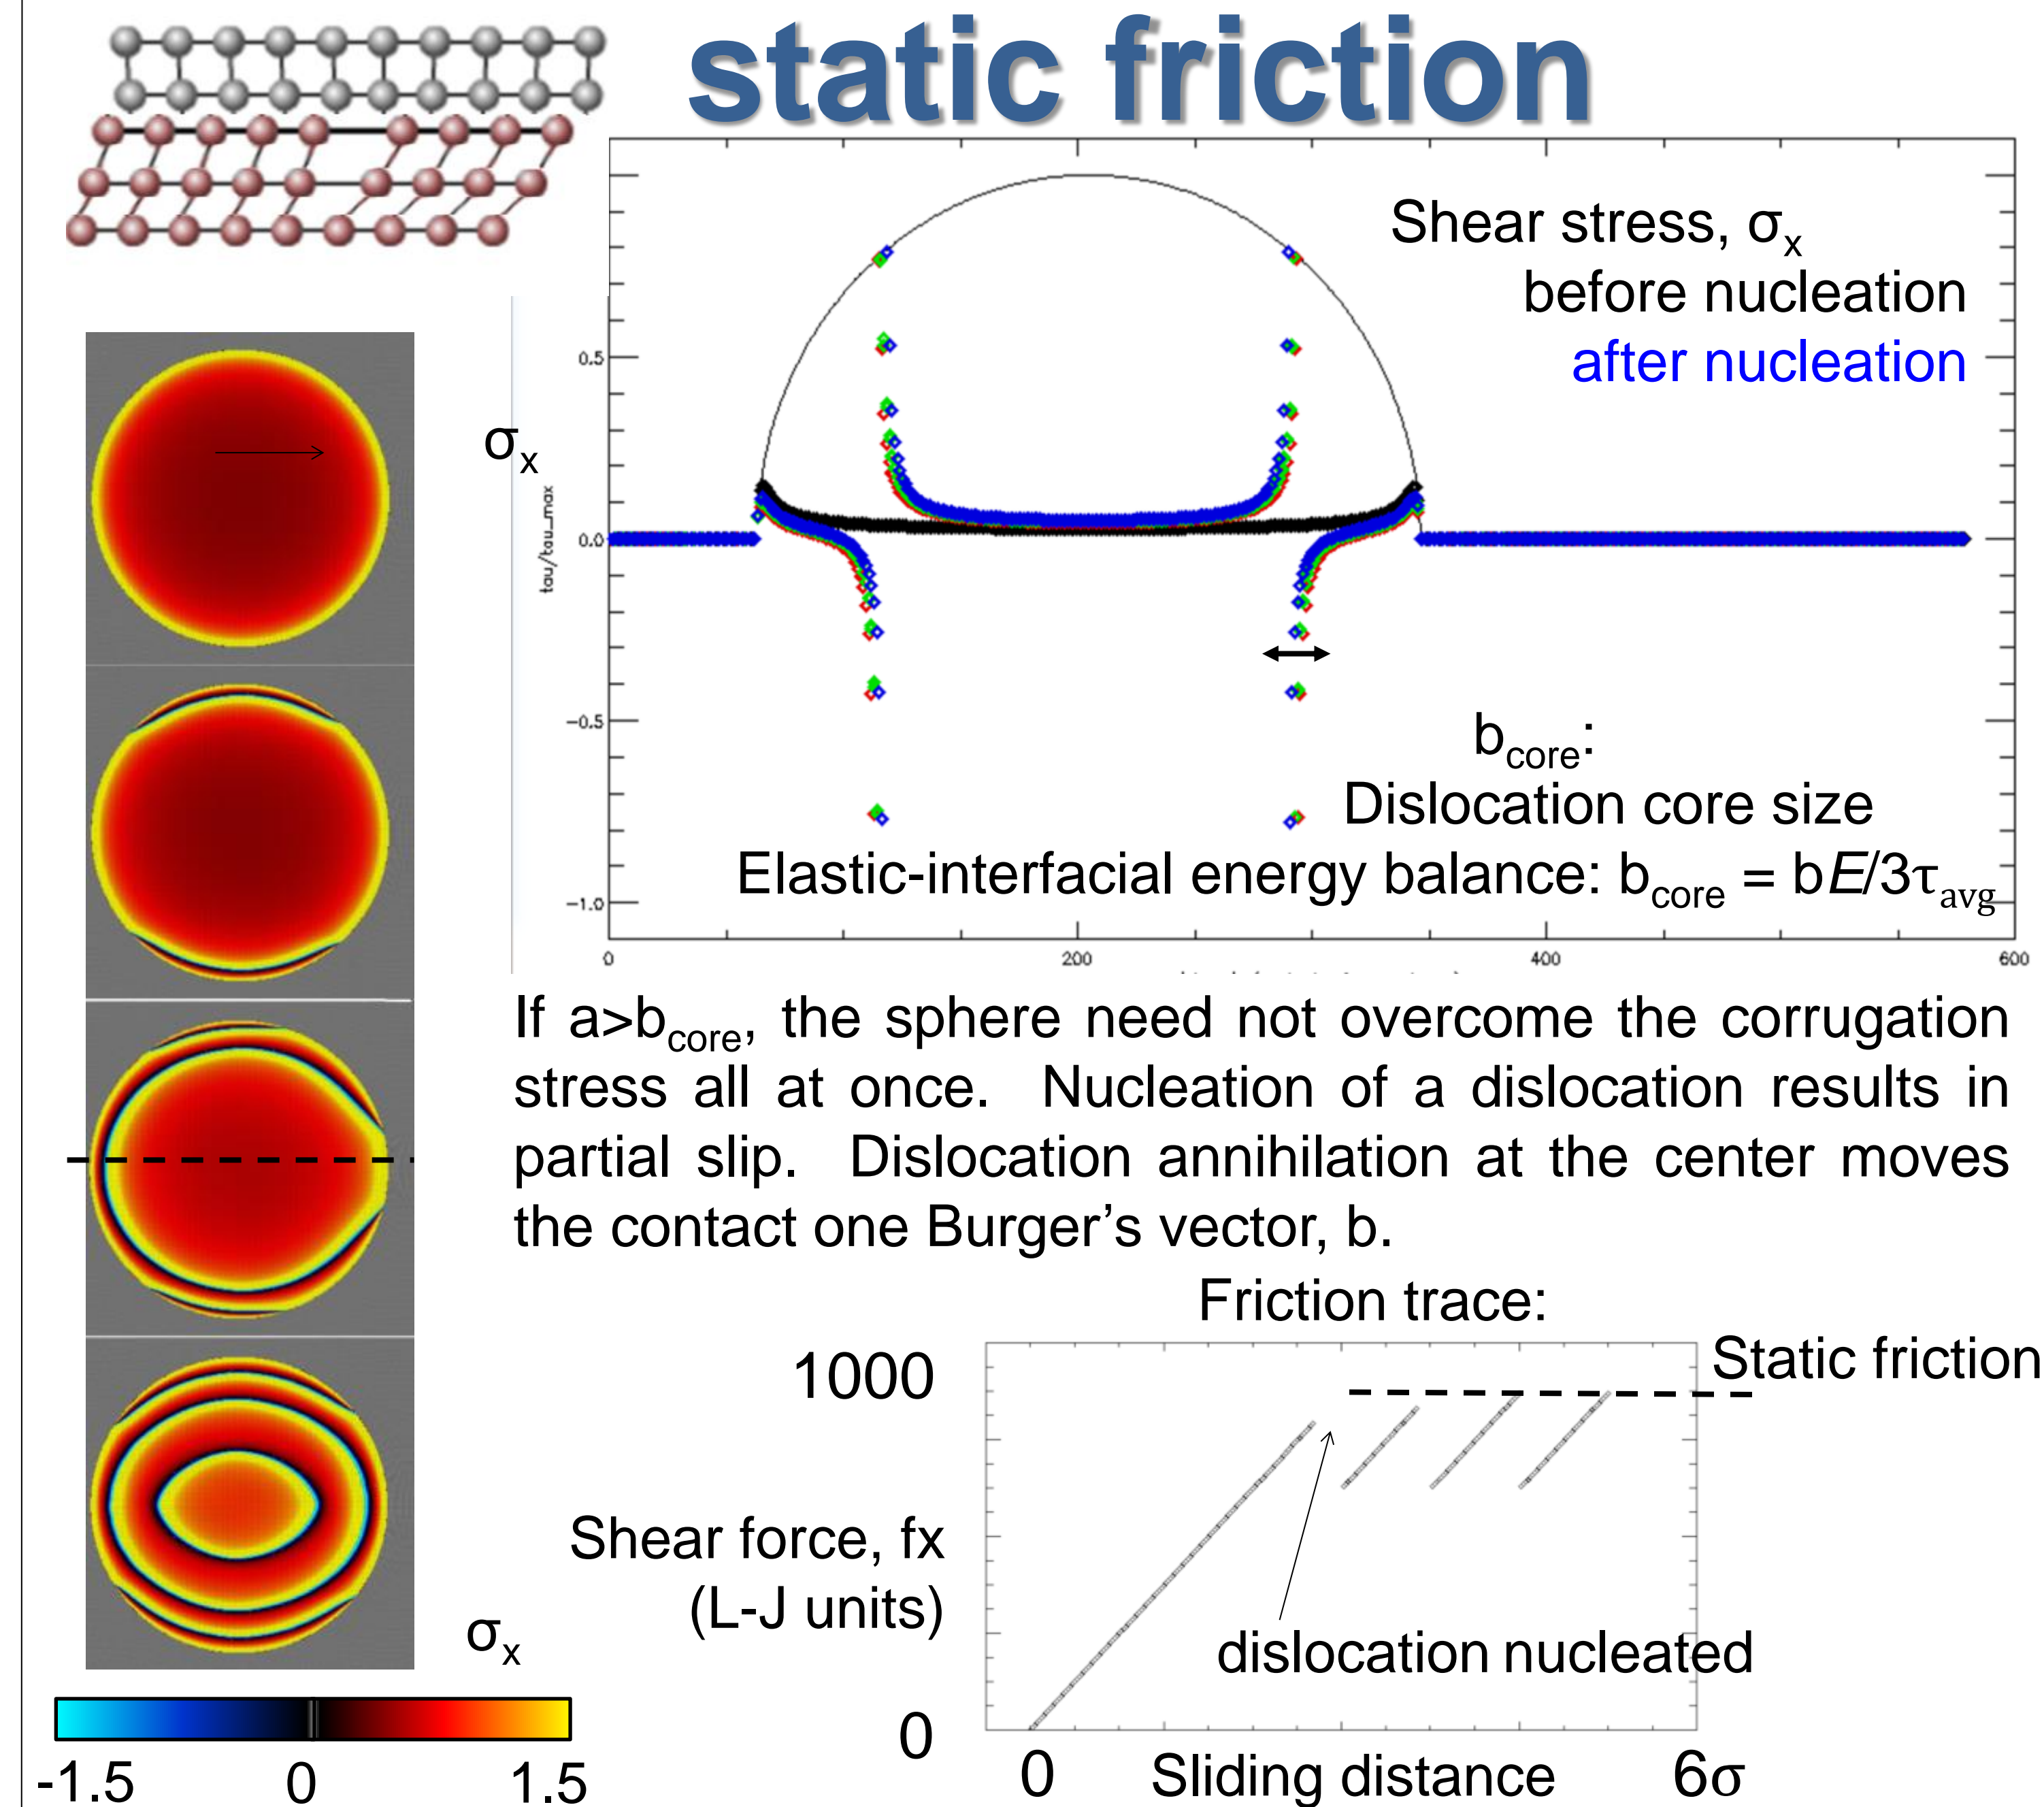 static friction
Shear stress, σx
before nucleation
after nucleation
σx
tau/tau_max
0.5
0.0
−0.5
−1.0
bcore:
Dislocation core size
Elastic-interfacial energy balance: bcore = bE/3τavg
0
200
400
600
If a>bcore, the sphere need not overcome the corrugation
stress all at once. Nucleation of a dislocation results in
partial slip. Dislocation annihilation at the center moves
the contact one Burger's vector, b.
Friction trace:
1000
Static friction
Shear force, fx
(L-J units)
dislocation nucleated
0
0
Sliding distance
6σ
σx
-1.5
0
1.5